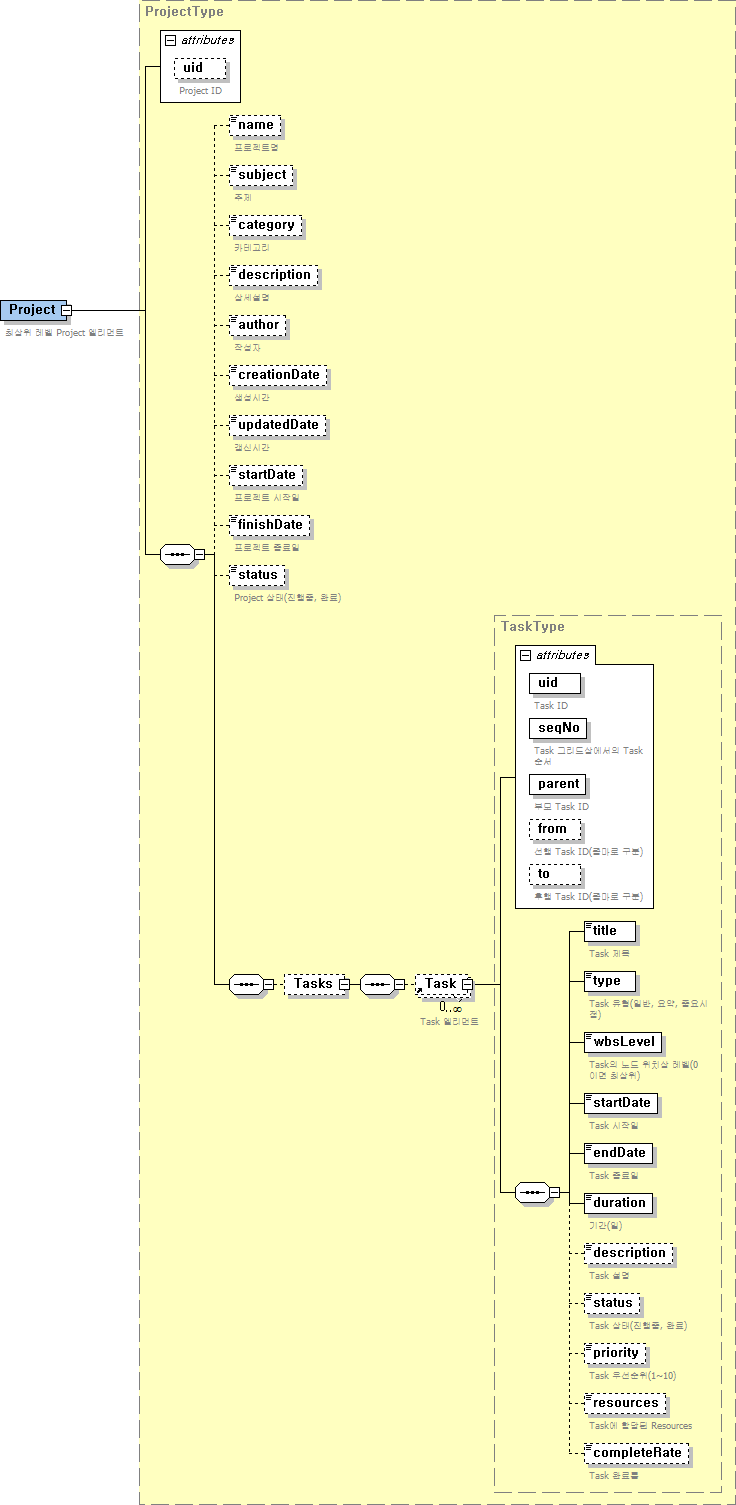 ProjectType
attributes
uid
Project ID
name
프로젝트명
subject
주제
category
카테고리
description
상세설명
Project
최상위 레벨 Project 엘리먼트
author
작성자
creationDate
생성시간
updatedDate
갱신시간
startDate
프로젝트 시작일
finishDate
프로젝트 종료일
status
Project 상태(진행중, 완료)
TaskType
attributes
uid
Task ID
seqNo
Task 그리드상에서의 Task
순서
parent
부모 Task ID
from
선행 Task ID(콤마로 구분)
to
후행 Task ID(콤마로 구분)
Tasks
Task
0..∞
Task 엘리먼트
title
Task 제목
type
Task 유형(일반, 요약, 중요시
점)
wbsLevel
Task의 노드 위치상 레벨(0
이면 최상위)
startDate
Task 시작일
endDate
Task 종료일
duration
기간(일)
description
Task 설명
status
Task 상태(진행중, 완료)
priority
Task 우선순위(1~10)
resources
Task에 할당된 Resources
completeRate
Task 완료률